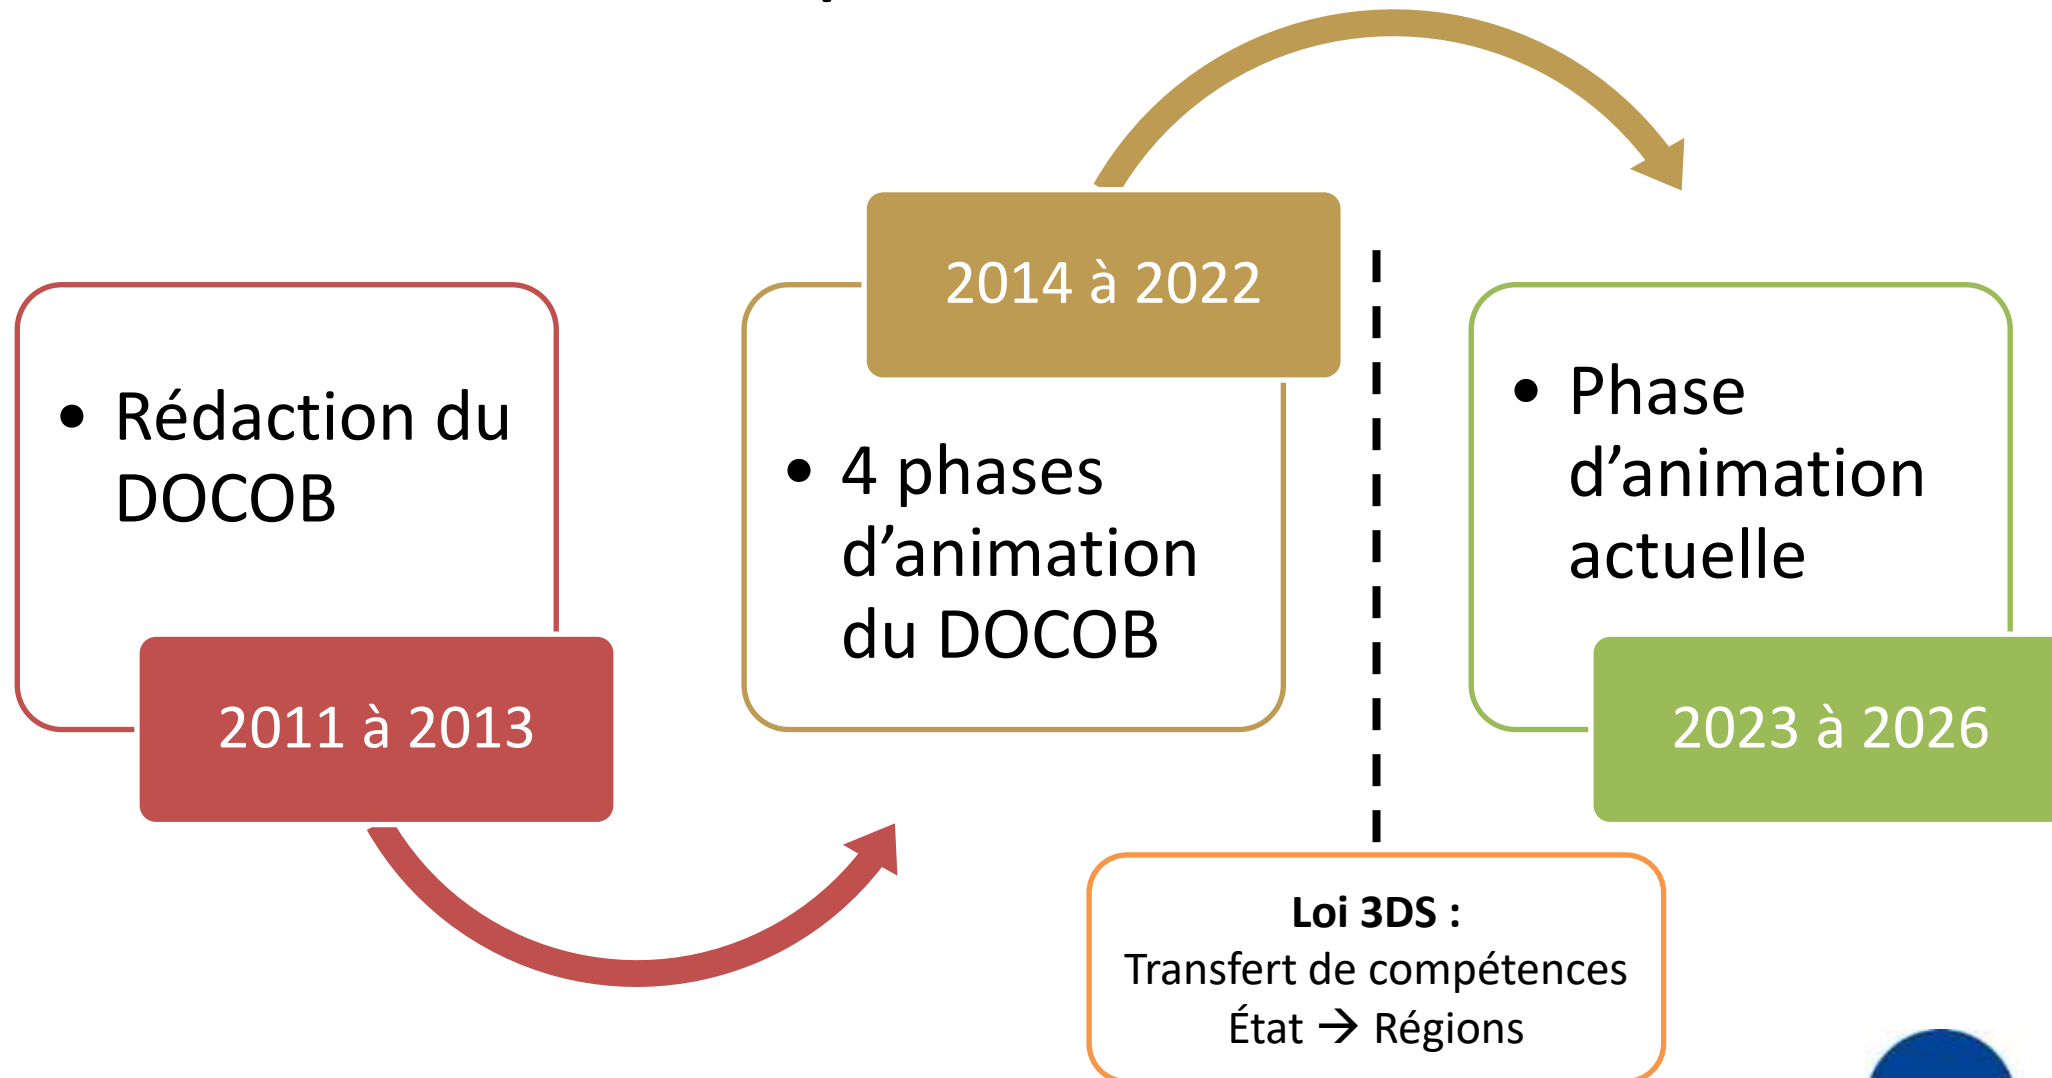 • Rédaction du
DOCOB
2011 à 2013
2014 à 2022
• 4 phases
d’animation
du DOCOB
• Phase
d’animation
actuelle
2023 à 2026
Loi 3DS :
Transfert de compétences
État → Régions